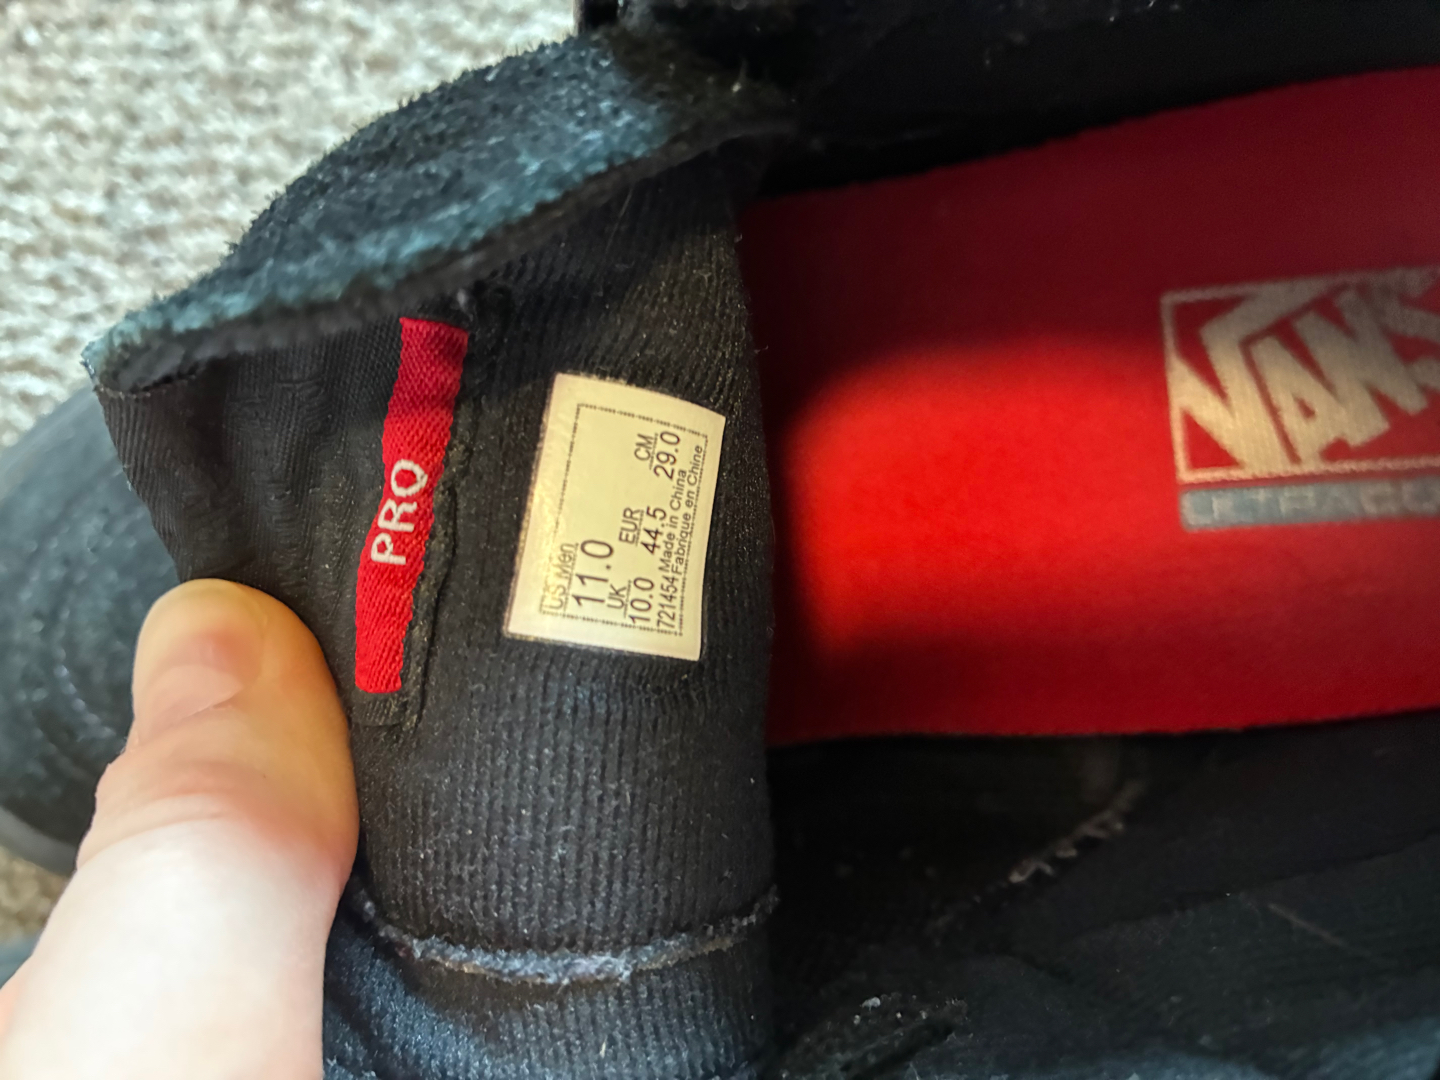 PRO
US Men
11.0
UK EUR CM
10.0 44.5 29.0
721454 Made in China
Fabriqué en Chine
VANS
ULTRACU